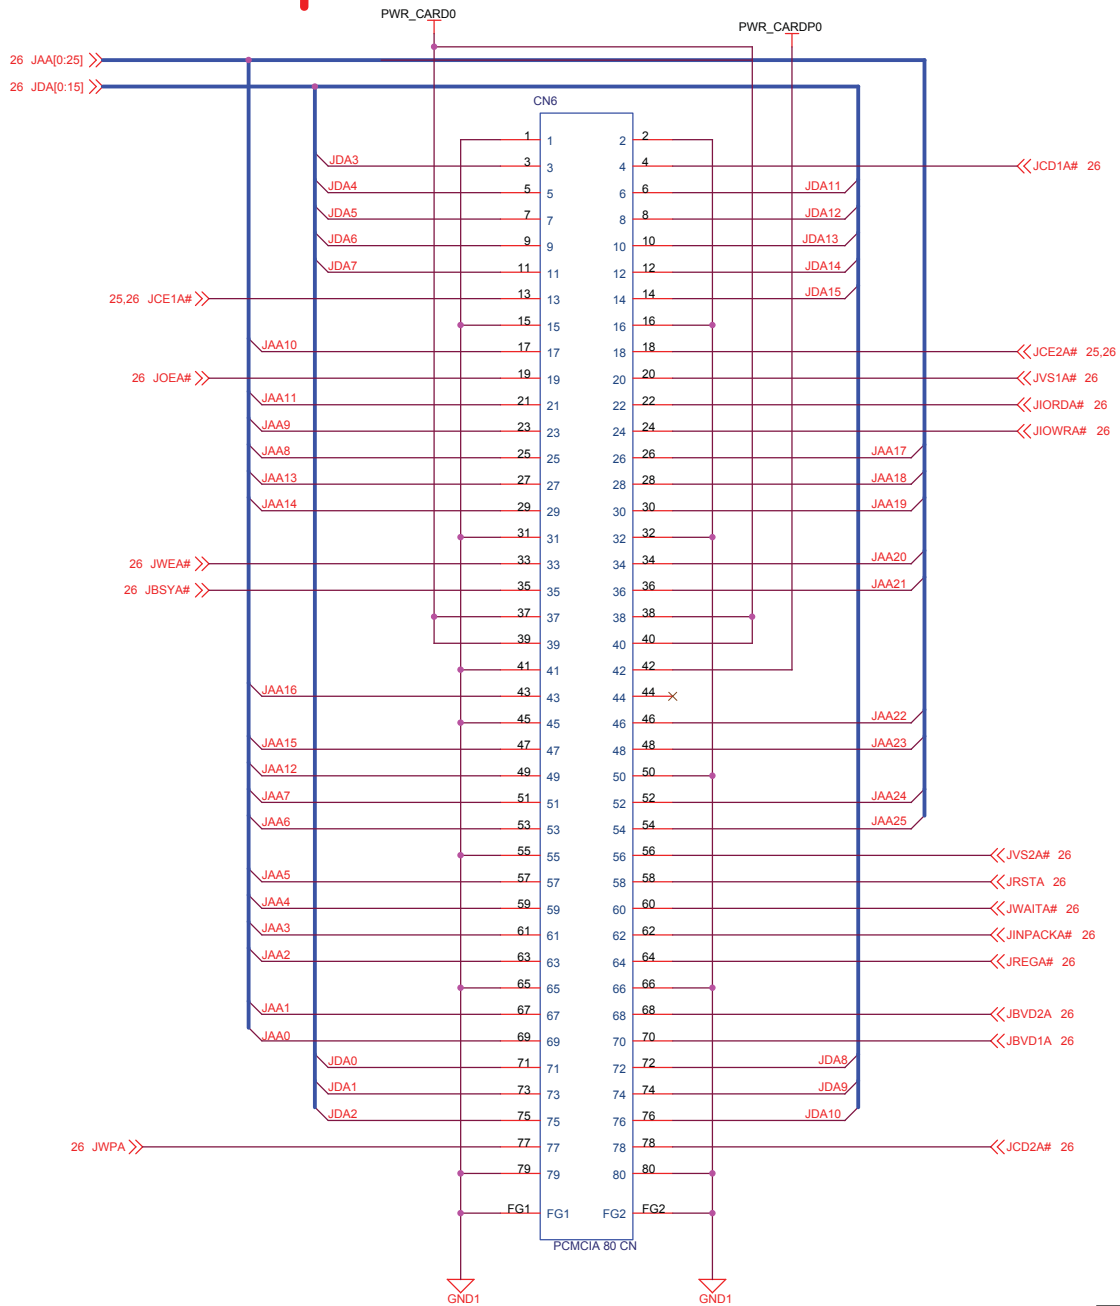 PWR_CARD0
PWR_CARDP0
26 JAA[0:25]
26 JDA[0:15]
CN6
1 1 2 2
JDA3 3 3 4 4 JCD1A# 26
JDA4 5 5 6 6 JDA11
JDA5 7 7 8 8 JDA12
JDA6 9 9 10 10 JDA13
JDA7 11 11 12 12 JDA14
25,26 JCE1A# 13 13 14 14 JDA15
15 15 16 16
JAA10 17 17 18 18 JCE2A# 25,26
26 JOEA# 19 19 20 20 JVS1A# 26
JAA11 21 21 22 22 JIORDA# 26
JAA9 23 23 24 24 JIOWRA# 26
JAA8 25 25 26 26 JAA17
JAA13 27 27 28 28 JAA18
JAA14 29 29 30 30 JAA19
31 31 32 32
26 JWEA# 33 33 34 34 JAA20
26 JBSYA# 35 35 36 36 JAA21
37 37 38 38
39 39 40 40
41 41 42 42
JAA16 43 43 44 44
45 45 46 46 JAA22
JAA15 47 47 48 48 JAA23
JAA12 49 49 50 50
JAA7 51 51 52 52 JAA24
JAA6 53 53 54 54 JAA25
55 55 56 56 JVS2A# 26
JAA5 57 57 58 58 JRSTA 26
JAA4 59 59 60 60 JWAITA# 26
JAA3 61 61 62 62 JINPACKA# 26
JAA2 63 63 64 64 JREGA# 26
65 65 66 66
JAA1 67 67 68 68 JBVD2A 26
JAA0 69 69 70 70 JBVD1A 26
JDA0 71 71 72 72 JDA8
JDA1 73 73 74 74 JDA9
JDA2 75 75 76 76 JDA10
26 JWPA 77 77 78 78 JCD2A# 26
79 79 80 80
FG1 FG1 FG2 FG2
PCMCIA 80 CN
GND1 GND1